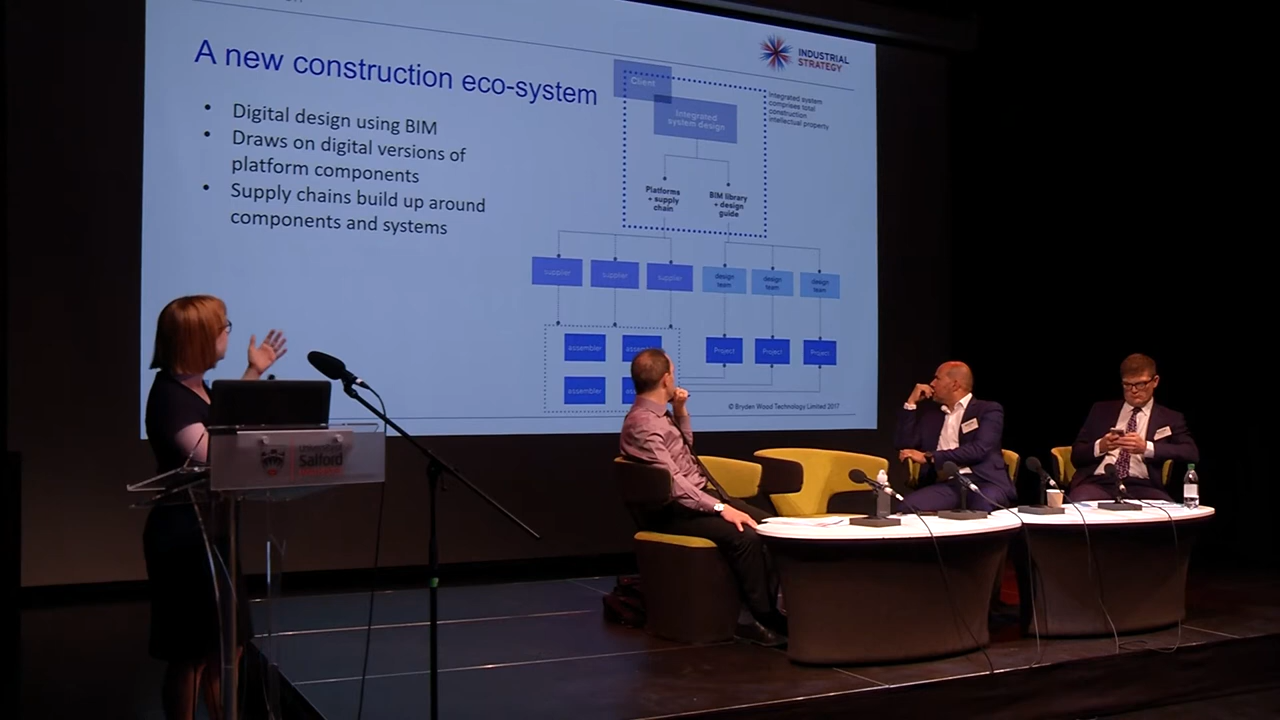 INDUSTRIAL
STRATEGY
A new construction eco-system
• Digital design using BIM
• Draws on digital versions of
platform components
• Supply chains build up around
components and systems
Client
Integrated
system design
Integrated system
comprises total
construction
intellectual property
Platforms
+ supply
chain
BIM library
+ design
guide
supplier
supplier
supplier
design
team
design
team
design
team
assembler
Project
Project
Project
assembler
© Bryden Wood Technology Limited 2017
Salford